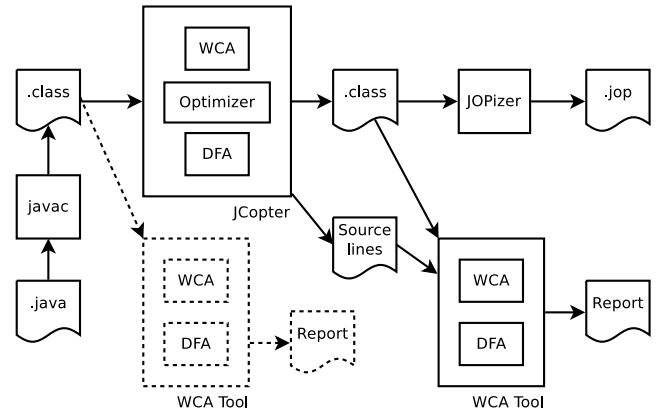 WCA
.class
Optimizer
.class
JOPizer
.jop
DFA
javac
JCopter
Source
lines
WCA
WCA
.java
Report
Report
DFA
DFA
WCA Tool
WCA Tool